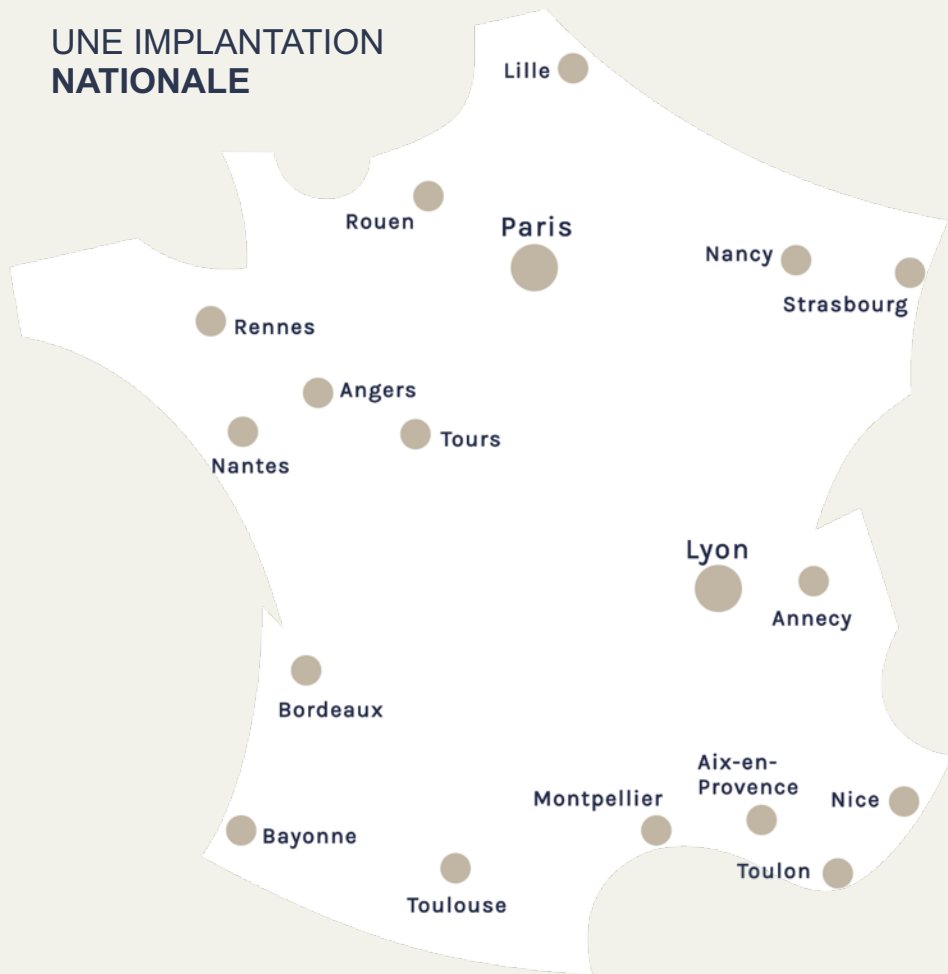 UNE IMPLANTATION
NATIONALE
Lille
Rouen
Paris
Nancy
Strasbourg
Rennes
Angers
Tours
Nantes
Lyon
Annecy
Bordeaux
Aix-en-
Provence
Montpellier
Nice
Bayonne
Toulon
Toulouse